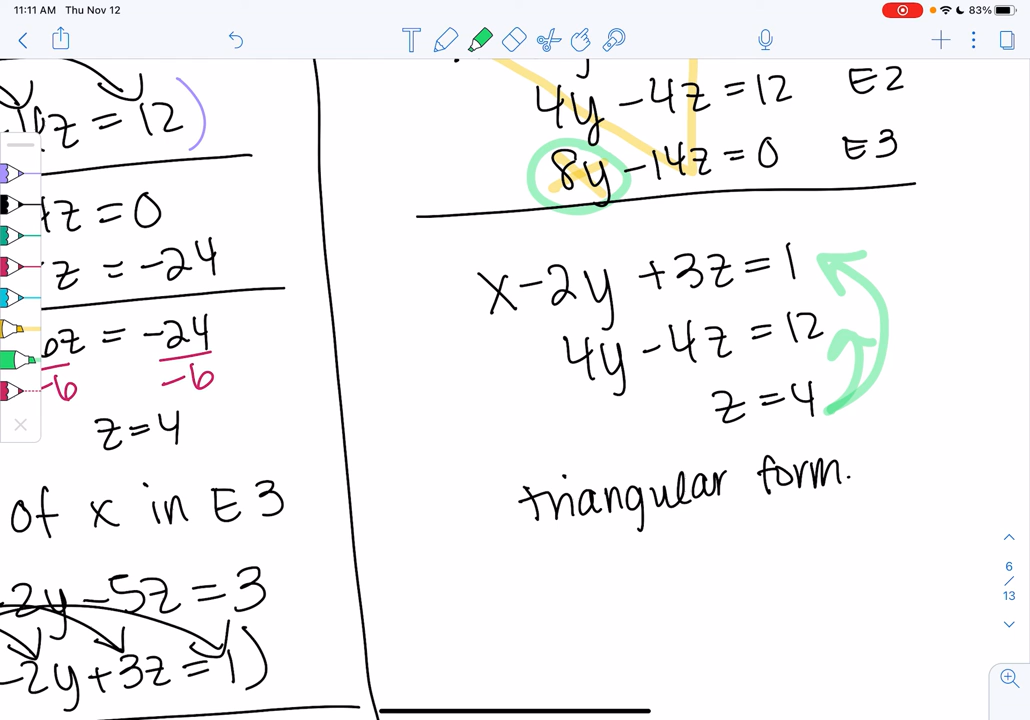 11:11 AM Thu Nov 12
83%
T
z = 12
z = 0
z = -24
z = -24
-6 -6
z = 4
of x in E3
-2y - 5z = 3
-2y + 3z = 1)
4y - 4z = 12 E2
8y - 14z = 0 E3
x - 2y + 3z = 1
4y - 4z = 12
z = 4
triangular form.
6
/
13